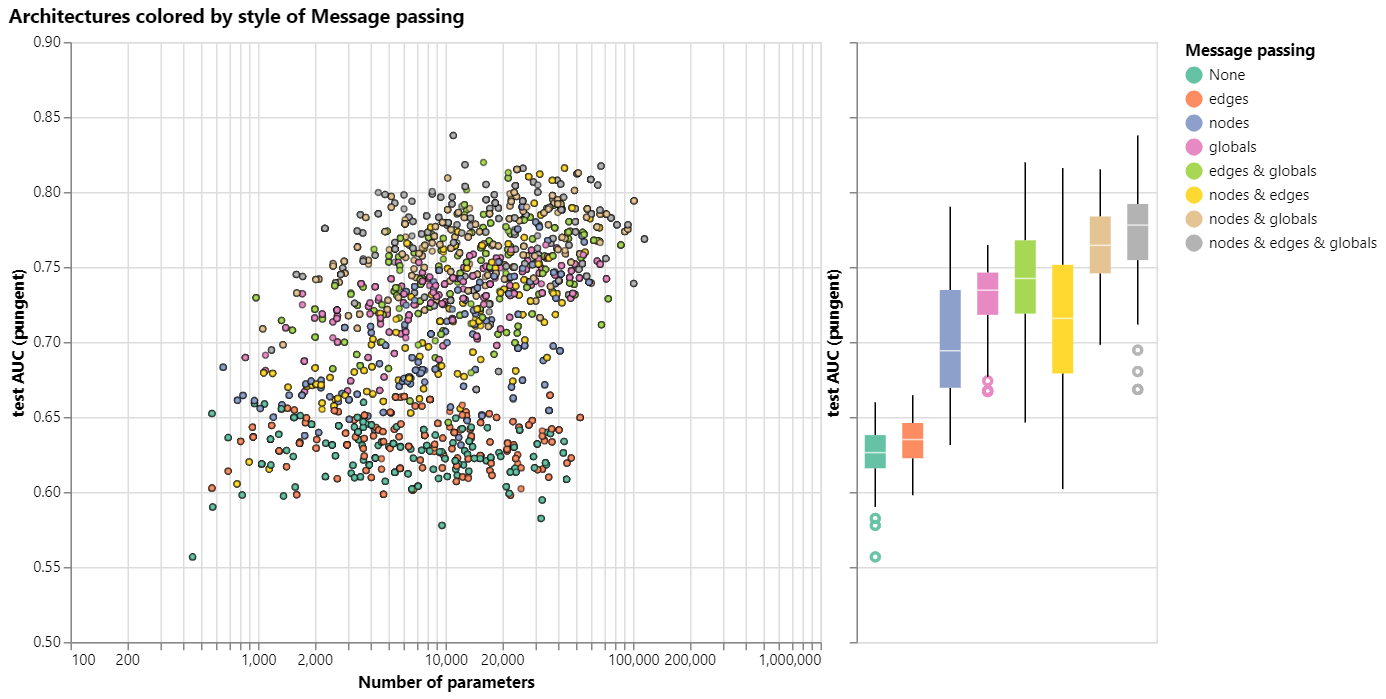 Architectures colored by style of Message passing
test AUC (pungent)
0.90
0.85
0.80
0.75
0.70
0.65
0.60
0.55
0.50
100 200 1,000 2,000 10,000 20,000 100,000 200,000 1,000,000
Number of parameters
test AUC (pungent)
Message passing
None
edges
nodes
globals
edges & globals
nodes & edges
nodes & globals
nodes & edges & globals